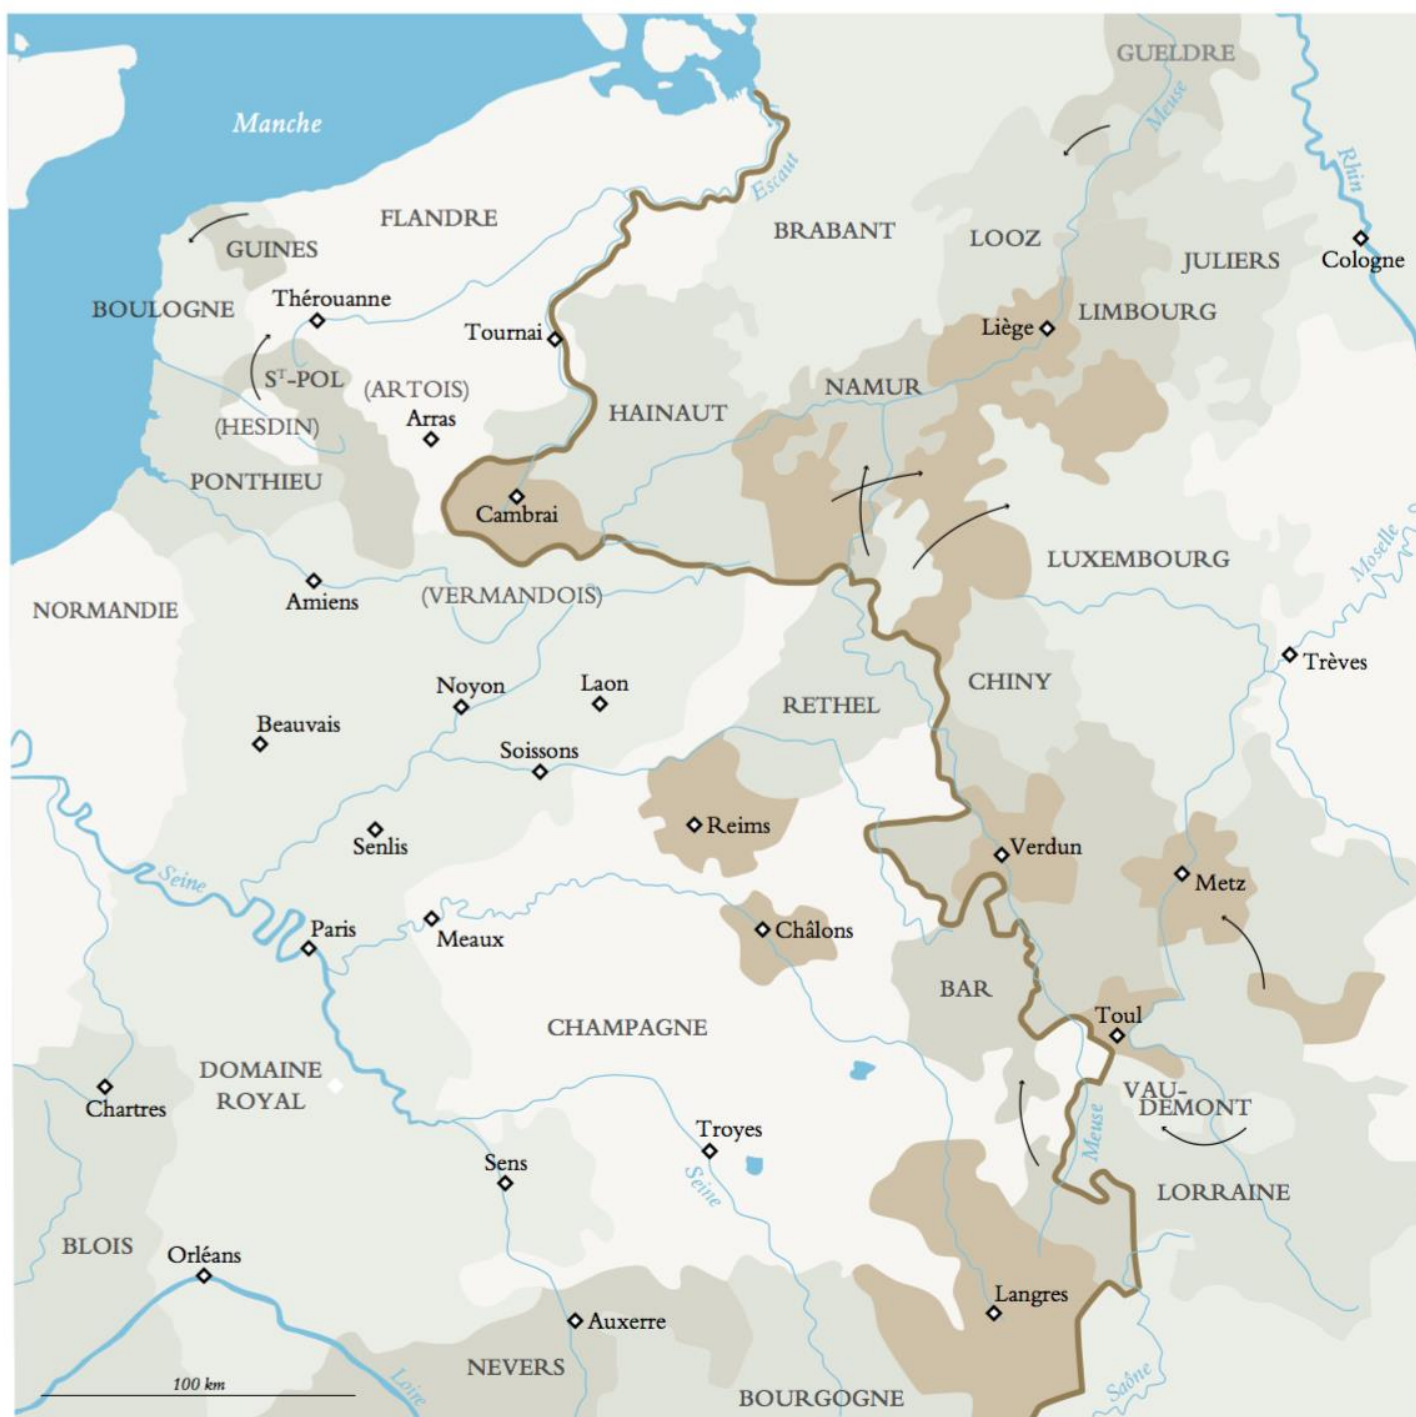 GUELDRE
Meuse
Manche
Rhin
Escaut
FLANDRE
BRABANT
LOOZ
GUINES
JULIERS
Cologne
Thérouanne
BOULOGNE
LIMBOURG
Tournai
Liège
Sᵀ-POL
(ARTOIS)
NAMUR
Arras
HAINAUT
(HESDIN)
PONTHIEU
Cambrai
Moselle
LUXEMBOURG
Amiens
(VERMANDOIS)
NORMANDIE
Trèves
Noyon
Laon
CHINY
RETHEL
Beauvais
Soissons
Reims
Senlis
Verdun
Seine
Metz
Paris
Meaux
Châlons
BAR
Toul
CHAMPAGNE
DOMAINE
ROYAL
Chartres
VAU-
DÉMONT
Meuse
Troyes
Sens
Seine
LORRAINE
BLOIS
Orléans
Langres
Auxerre
NEVERS
100 km
Loire
Saône
BOURGOGNE